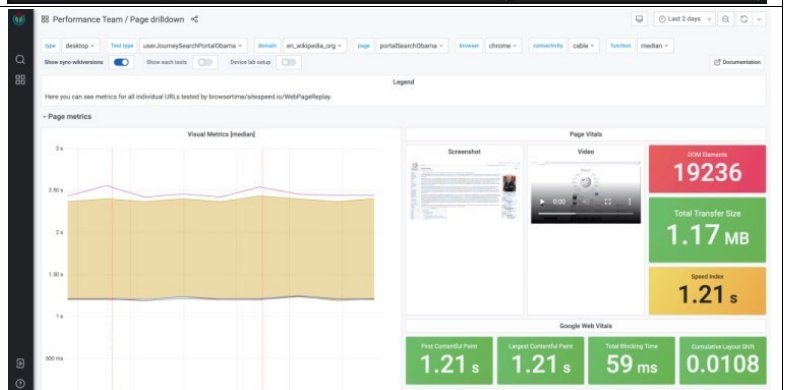 Performance Team / Page drilldown
Last 2 days
type desktop Test type userJourneySearchPortalObama domain en_wikipedia_org page portalSearchObama browser chrome connectivity cable function median
Show sync wikiversions Show each tests Device lab setup Documentation
Legend
Here you can see metrics for all individual URLs tested by browsertime/sitespeed.io/WebPageReplay.
Page metrics
Visual Metrics [median]
3 s
2.50 s
2 s
1.50 s
1 s
500 ms
Page Vitals
Screenshot
Video
0:00
DOM Elements
19236
Total Transfer Size
1.17 MB
Speed Index
1.21 s
Google Web Vitals
First Contentful Paint
1.21 s
Largest Contentful Paint
1.21 s
Total Blocking Time
59 ms
Cumulative Layout Shift
0.0108